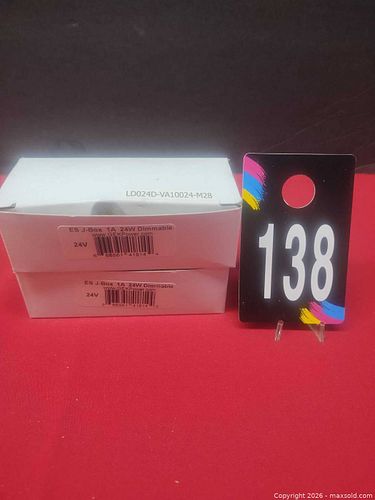 LD024D-VA10024-M2B
ES J-Box 1A 24W Dimmable
24V
ES J-Box 1A 24W Dimmable
24V
138
Copyright © 2026 - maxsold.com